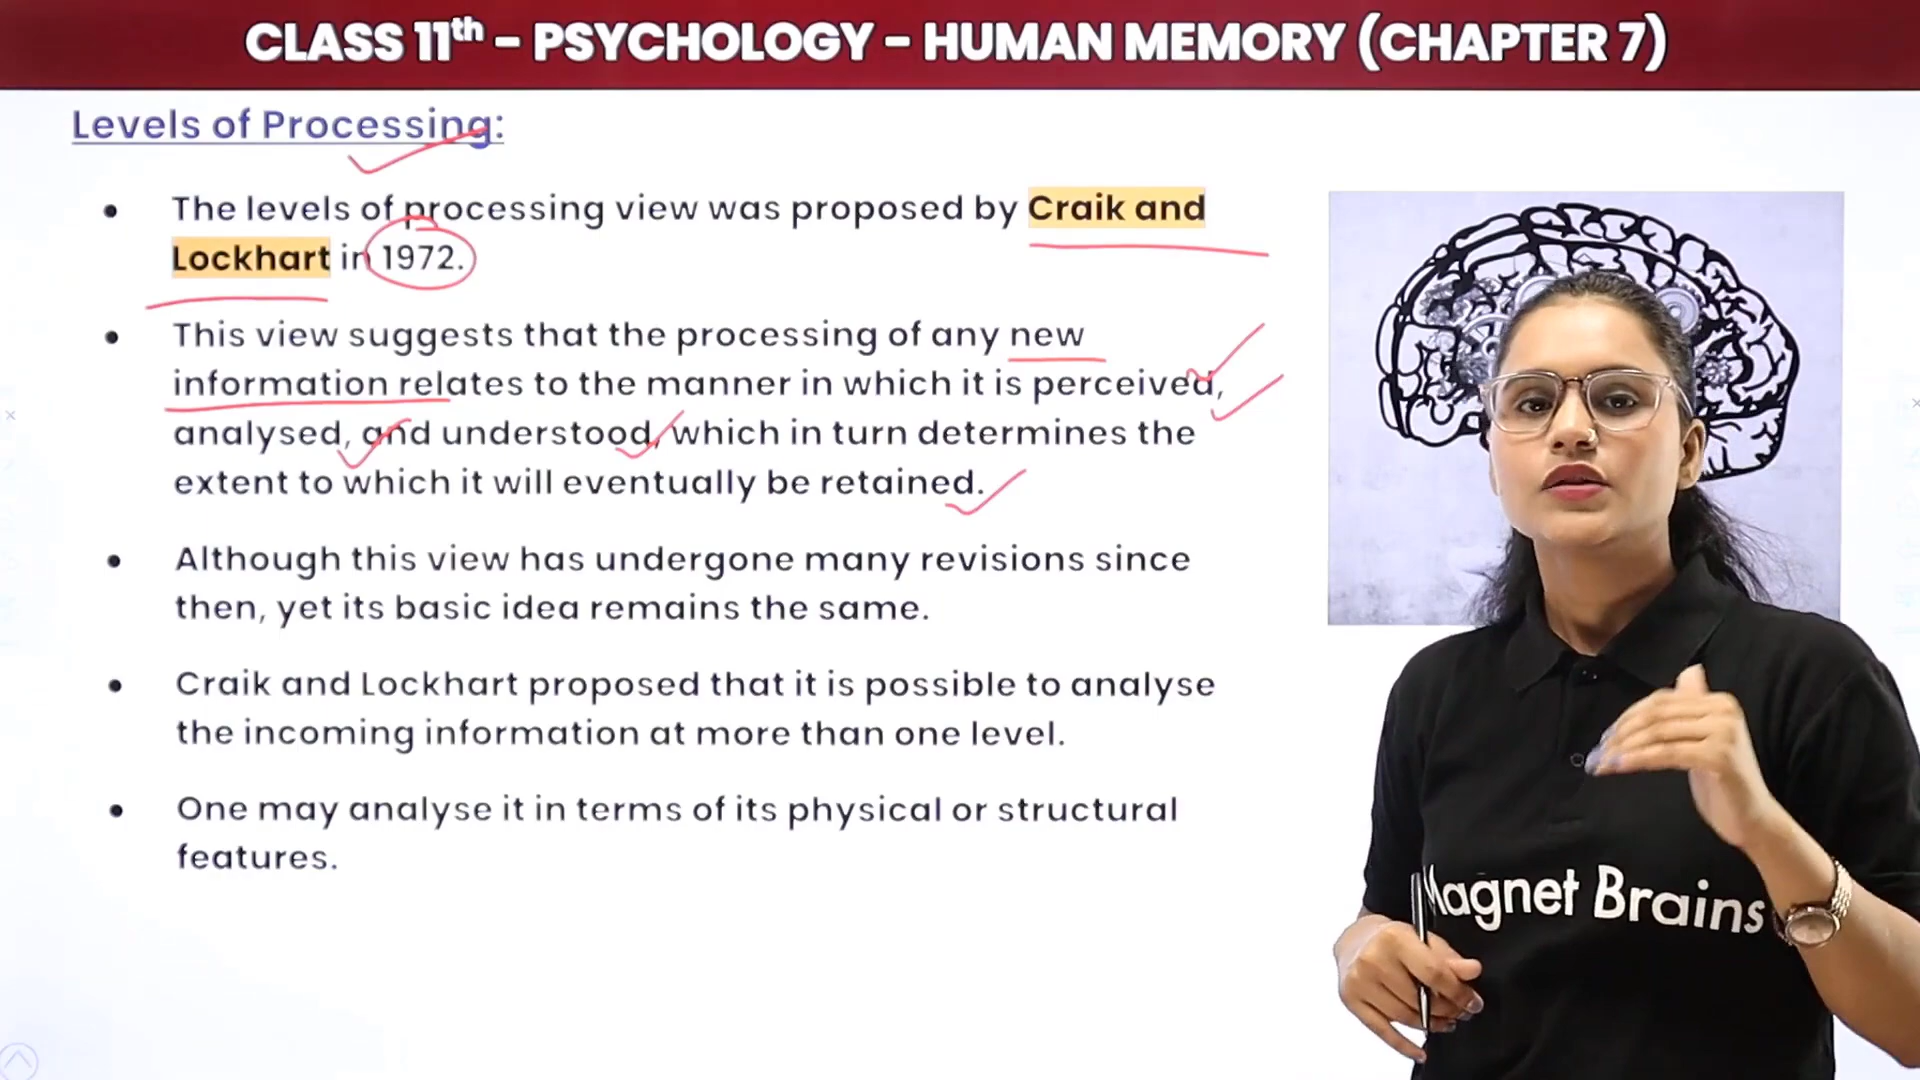 CLASS 11th – PSYCHOLOGY – HUMAN MEMORY (CHAPTER 7)
Levels of Processing:
• The levels of processing view was proposed by Craik and
Lockhart in 1972.
• This view suggests that the processing of any new
information relates to the manner in which it is perceived,
analysed, and understood, which in turn determines the
extent to which it will eventually be retained.
• Although this view has undergone many revisions since
then, yet its basic idea remains the same.
• Craik and Lockhart proposed that it is possible to analyse
the incoming information at more than one level.
• One may analyse it in terms of its physical or structural
features.
Magnet Brains